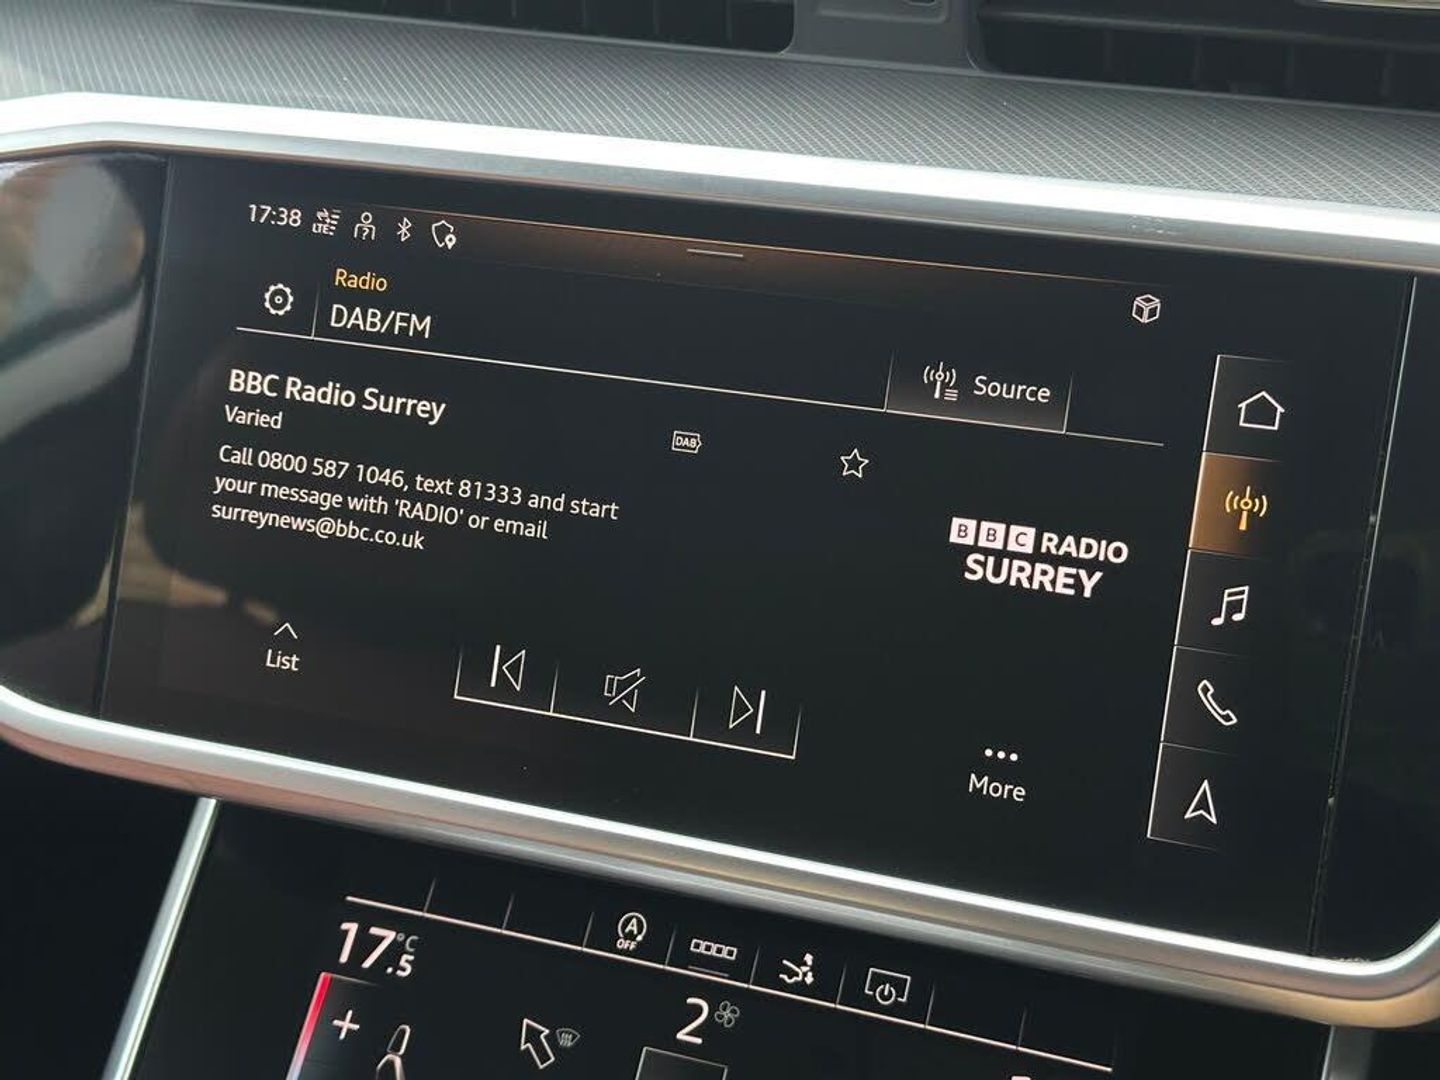 17:38
LTE
Radio
DAB/FM
Source
BBC Radio Surrey
Varied
DAB
Call 0800 587 1046, text 81333 and start
your message with 'RADIO' or email
surreynews@bbc.co.uk
BBC RADIO
SURREY
List
More
17.5 °C
A
OFF
2
+